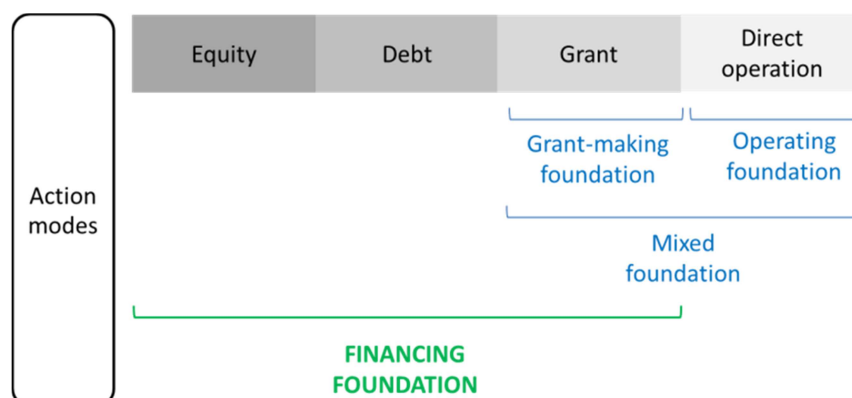 Equity
Debt
Grant
Direct
operation
Grant-making
foundation
Operating
foundation
Action
modes
Mixed
foundation
FINANCING
FOUNDATION